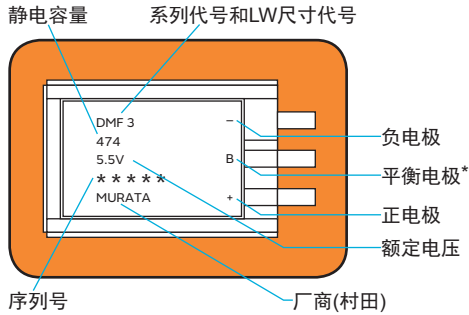 静电容量
系列代号和LW尺寸代号
DMF 3
474
5.5V
*****
MURATA
−
B
+
负电极
平衡电极*
正电极
额定电压
序列号
厂商(村田)